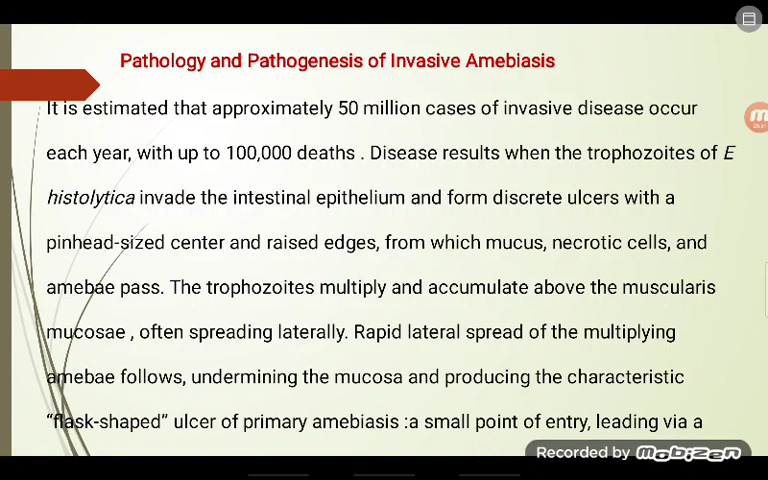 Pathology and Pathogenesis of Invasive Amebiasis
It is estimated that approximately 50 million cases of invasive disease occur
each year, with up to 100,000 deaths . Disease results when the trophozoites of E
histolytica invade the intestinal epithelium and form discrete ulcers with a
pinhead-sized center and raised edges, from which mucus, necrotic cells, and
amebae pass. The trophozoites multiply and accumulate above the muscularis
mucosae , often spreading laterally. Rapid lateral spread of the multiplying
amebae follows, undermining the mucosa and producing the characteristic
“flask-shaped” ulcer of primary amebiasis :a small point of entry, leading via a
Recorded by MOBIZEN